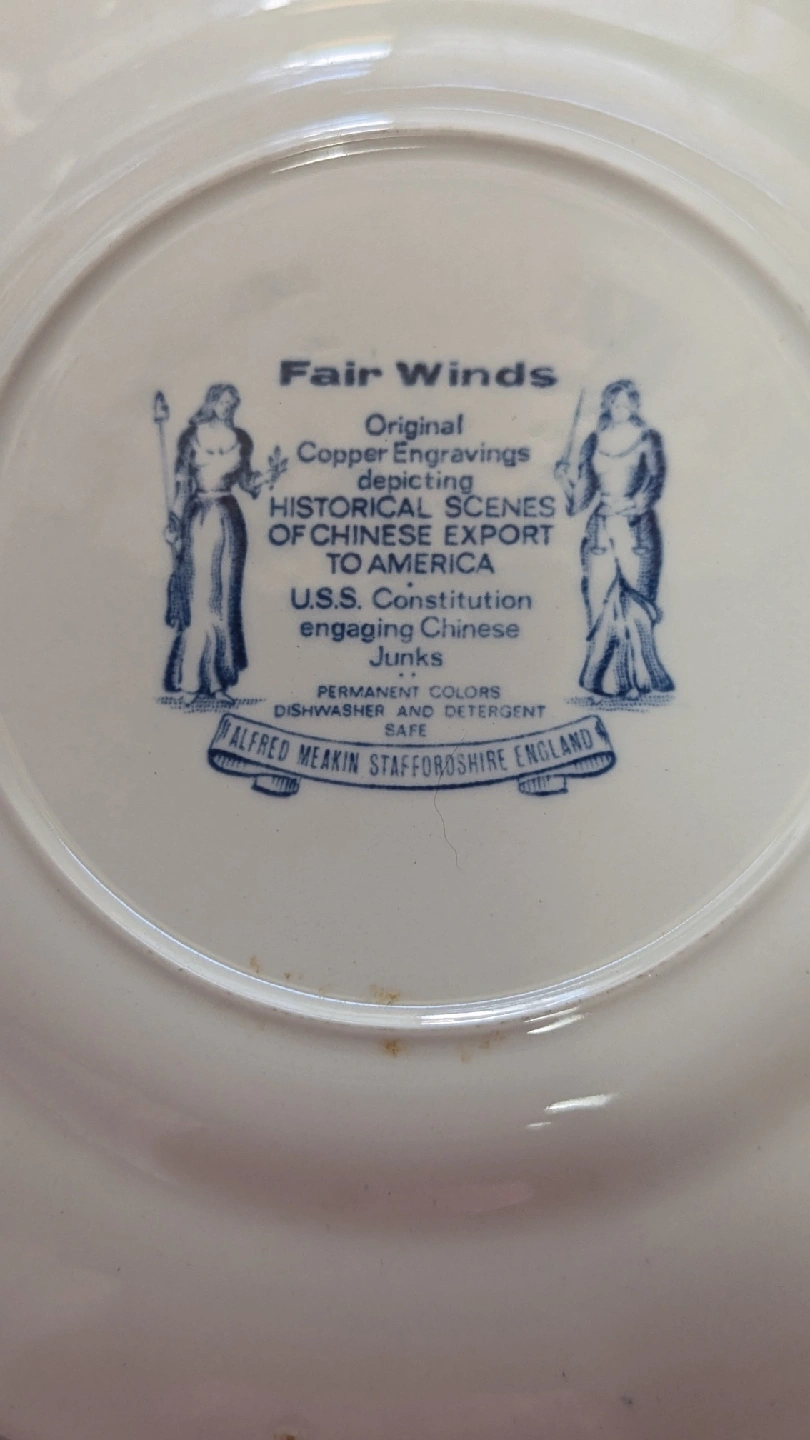 Fair Winds
Original
Copper Engravings
depicting
HISTORICAL SCENES
OF CHINESE EXPORT
TO AMERICA
U.S.S. Constitution
engaging Chinese
Junks
PERMANENT COLORS
DISHWASHER AND DETERGENT
SAFE
ALFRED MEAKIN STAFFORDSHIRE ENGLAND